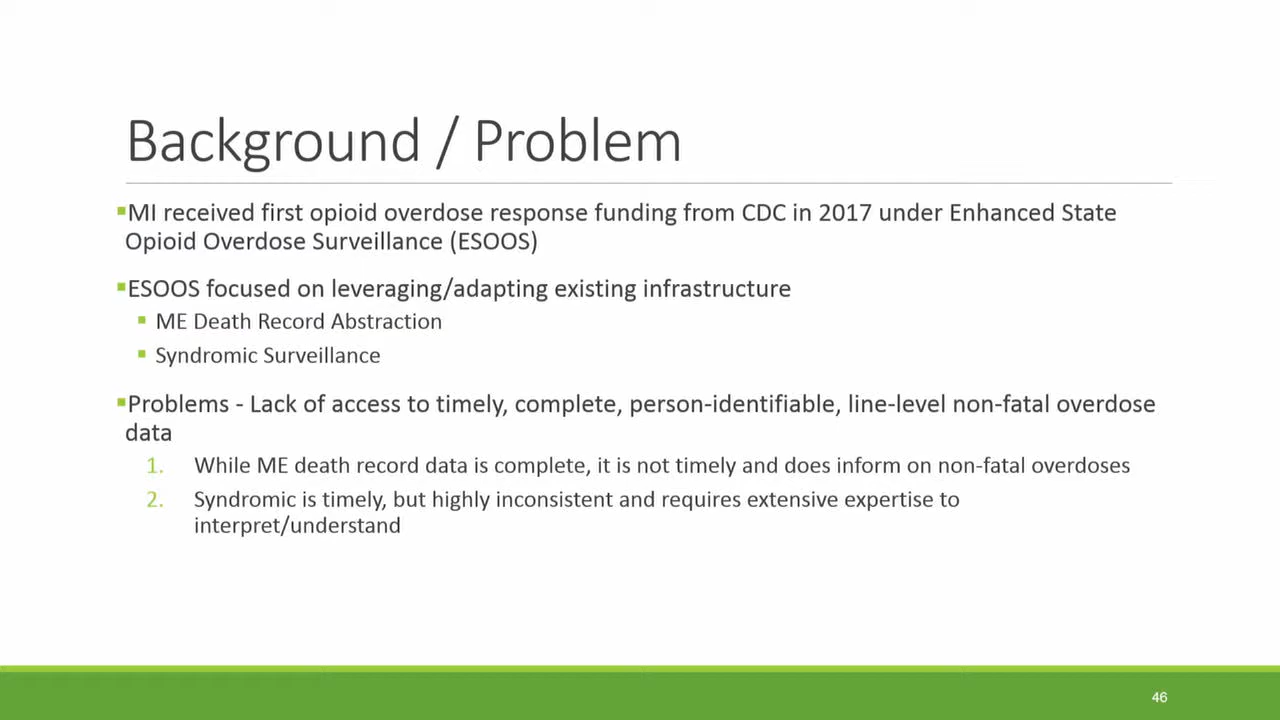 Background / Problem
▪MI received first opioid overdose response funding from CDC in 2017 under Enhanced State
Opioid Overdose Surveillance (ESOOS)
▪ESOOS focused on leveraging/adapting existing infrastructure
▪ ME Death Record Abstraction
▪ Syndromic Surveillance
▪Problems - Lack of access to timely, complete, person-identifiable, line-level non-fatal overdose
data
1. While ME death record data is complete, it is not timely and does inform on non-fatal overdoses
2. Syndromic is timely, but highly inconsistent and requires extensive expertise to
interpret/understand
46